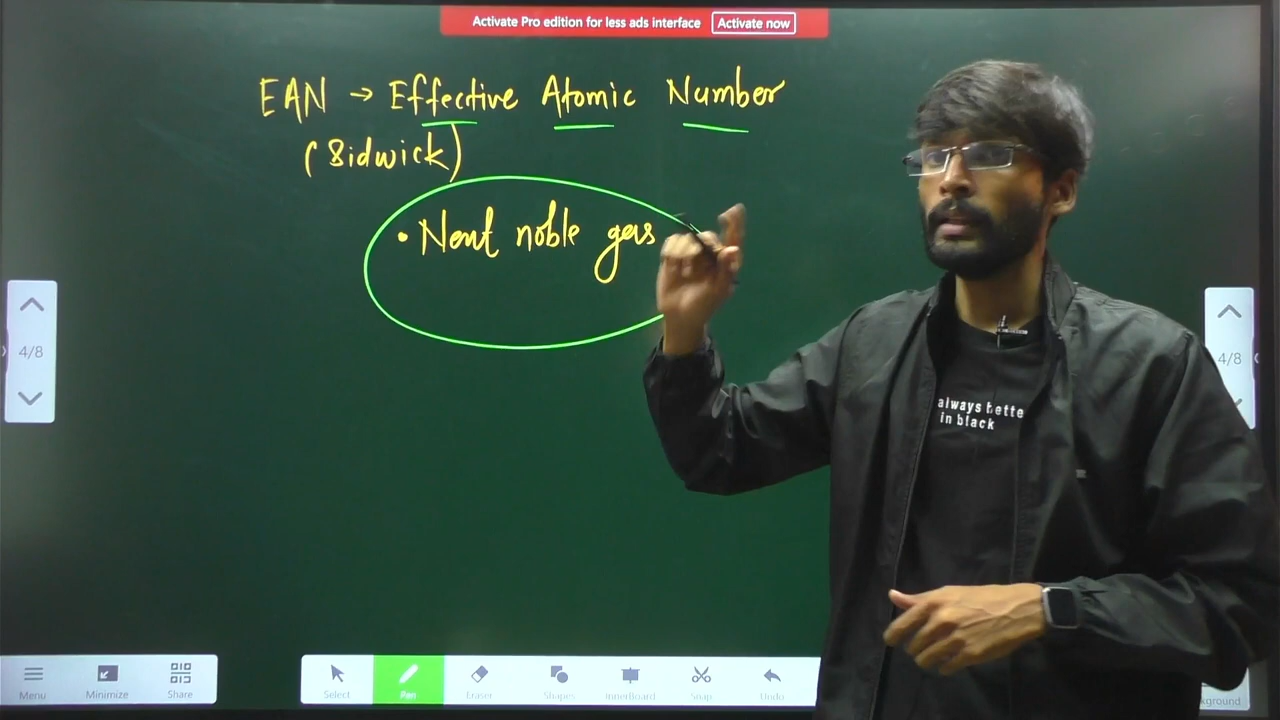 Activate Pro edition for less ads interface Activate now
EAN → Effective Atomic Number
(Sidwick)
• Next noble gas
4/8
4/8
always bette
in black
Menu Minimize Share Select Pen Eraser Shapes InnerBoard Snap Undo
kground